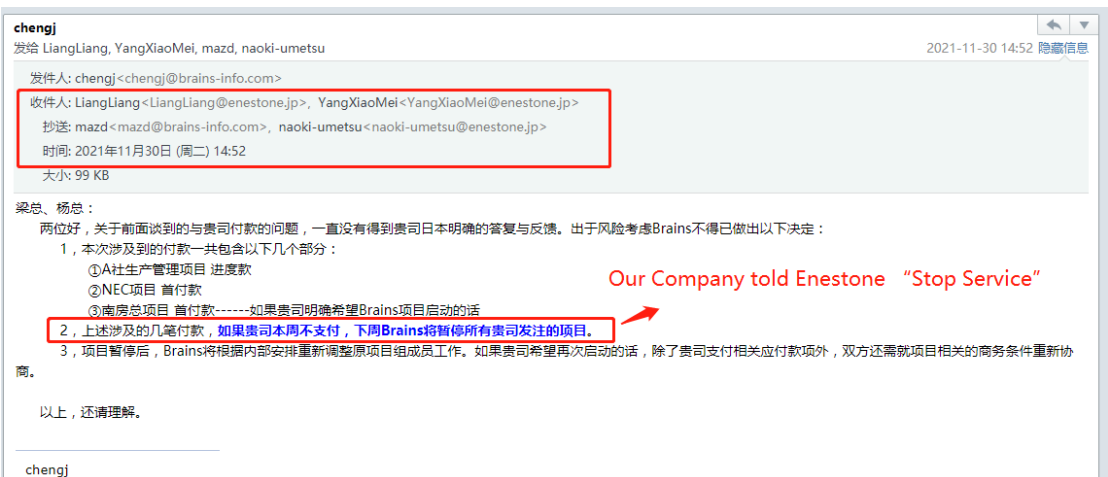 chengj
发给 LiangLiang, YangXiaoMei, mazd, naoki-umetsu 2021-11-30 14:52 隐藏信息
发件人: chengj<chengj@brains-info.com>
收件人: LiangLiang<LiangLiang@enestone.jp>, YangXiaoMei<YangXiaoMei@enestone.jp>
抄送: mazd<mazd@brains-info.com>, naoki-umetsu<naoki-umetsu@enestone.jp>
时间: 2021年11月30日 (周二) 14:52
大小: 99 KB
梁总、杨总：
两位好，关于前面谈到的与贵司付款的问题，一直没有得到贵司日本明确的答复与反馈。出于风险考虑Brains不得已做出以下决定：
1，本次涉及到的付款一共包含以下几个部分：
①A社生产管理项目 进度款
②NEC项目 首付款
③南房总项目 首付款------如果贵司明确希望Brains项目启动的话
Our Company told Enestone “Stop Service”
2，上述涉及的几笔付款，如果贵司本周不支付，下周Brains将暂停所有贵司发注的项目。
3，项目暂停后，Brains将根据内部安排重新调整原项目组成员工作。如果贵司希望再次启动的话，除了贵司支付相关应付款项外，双方还需就项目相关的商务条件重新协
商。
以上，还请理解。
chengj